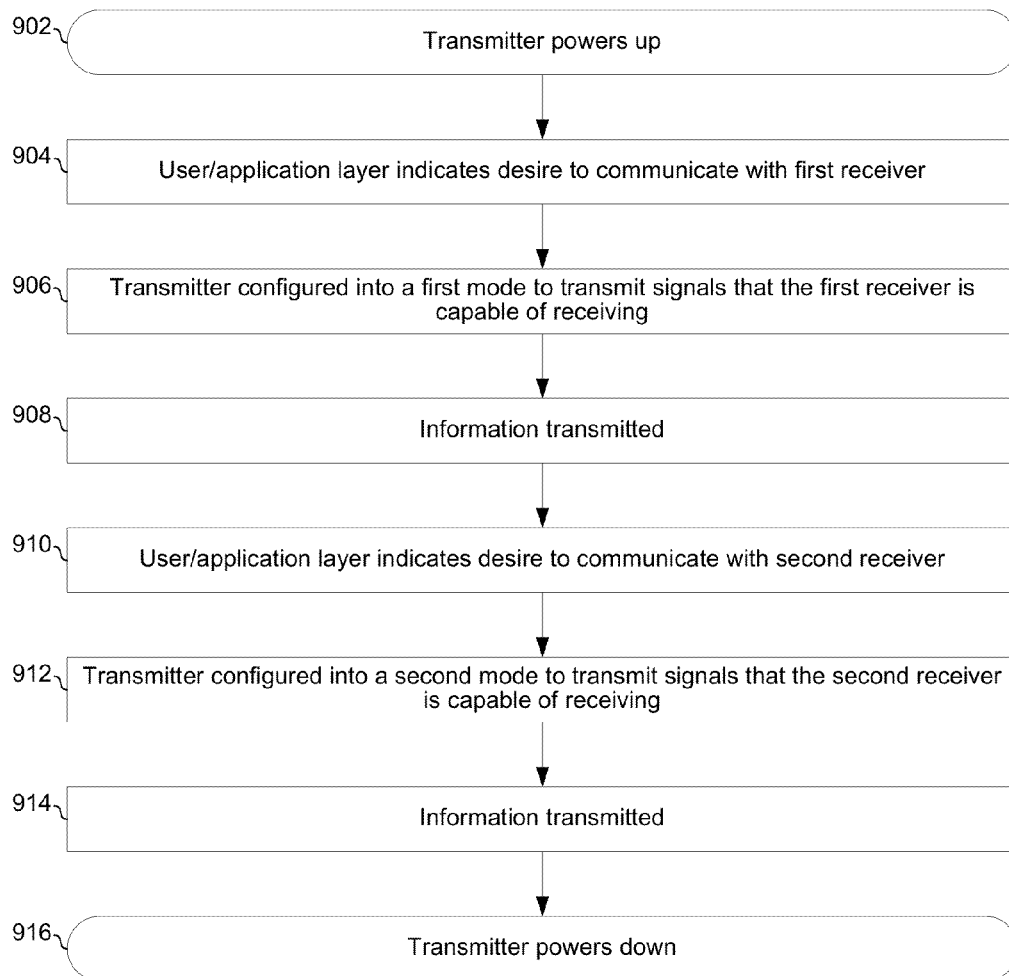 902
Transmitter powers up
904
User/application layer indicates desire to communicate with first receiver
906
Transmitter configured into a first mode to transmit signals that the first receiver is
capable of receiving
908
Information transmitted
910
User/application layer indicates desire to communicate with second receiver
912
Transmitter configured into a second mode to transmit signals that the second receiver
is capable of receiving
914
Information transmitted
916
Transmitter powers down